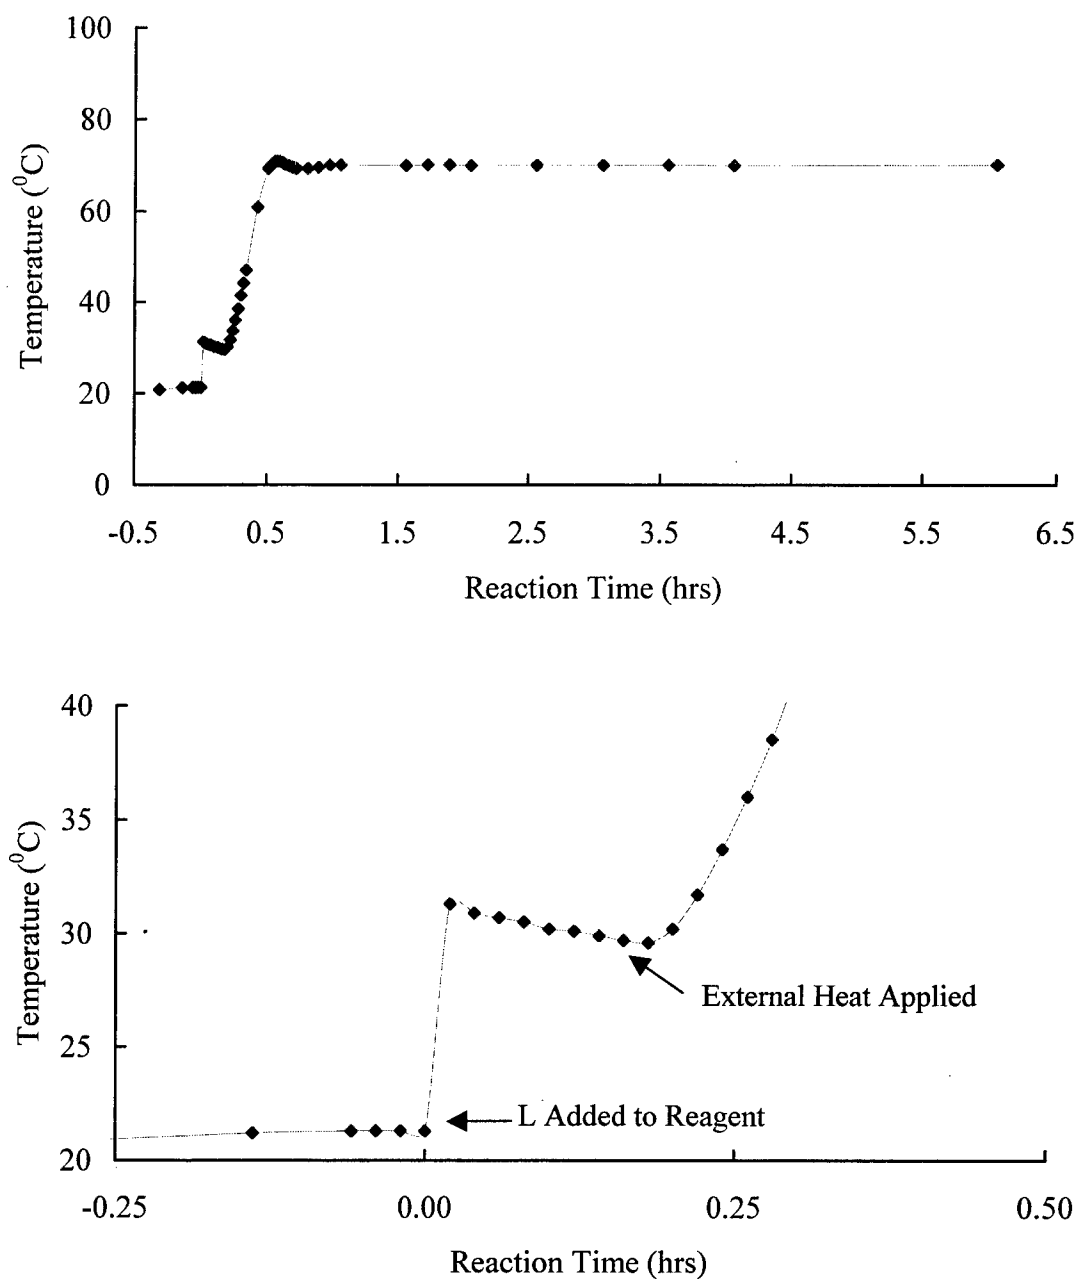 100
80
60
40
20
0
Temperature (⁰C)
-0.5 0.5 1.5 2.5 3.5 4.5 5.5 6.5
Reaction Time (hrs)
40
35
30
25
20
Temperature (⁰C)
External Heat Applied
L Added to Reagent
-0.25 0.00 0.25 0.50
Reaction Time (hrs)